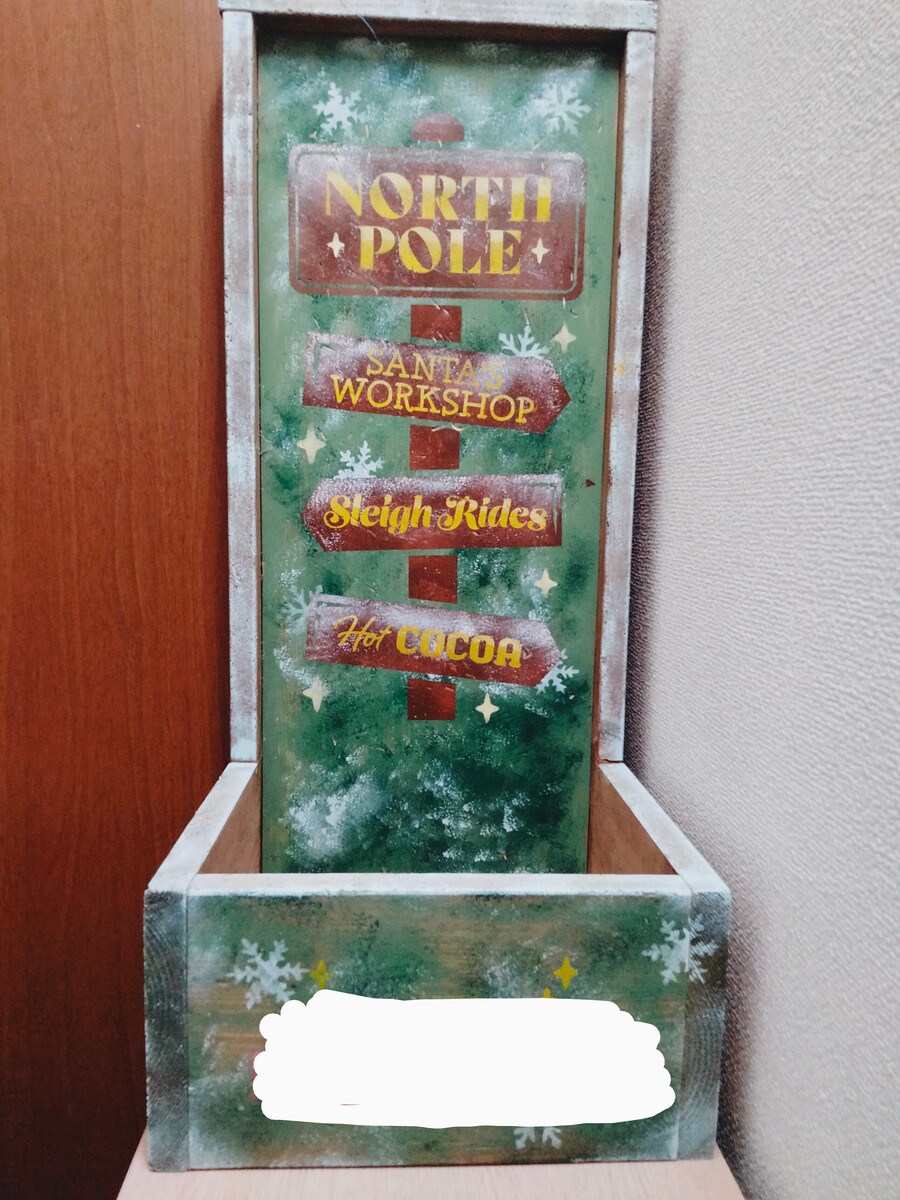 NORTH
POLE
SANTA'S
WORKSHOP
Sleigh Rides
Hot COCOA